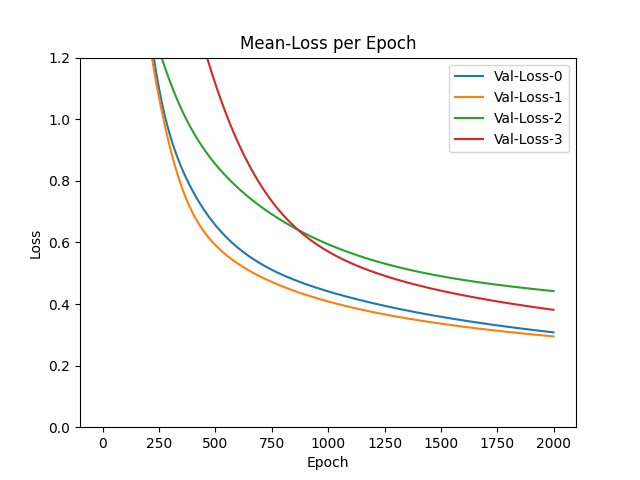 Mean-Loss per Epoch
Val-Loss-0
Val-Loss-1
Val-Loss-2
Val-Loss-3
Loss
1.2
1.0
0.8
0.6
0.4
0.2
0.0
0 250 500 750 1000 1250 1500 1750 2000
Epoch